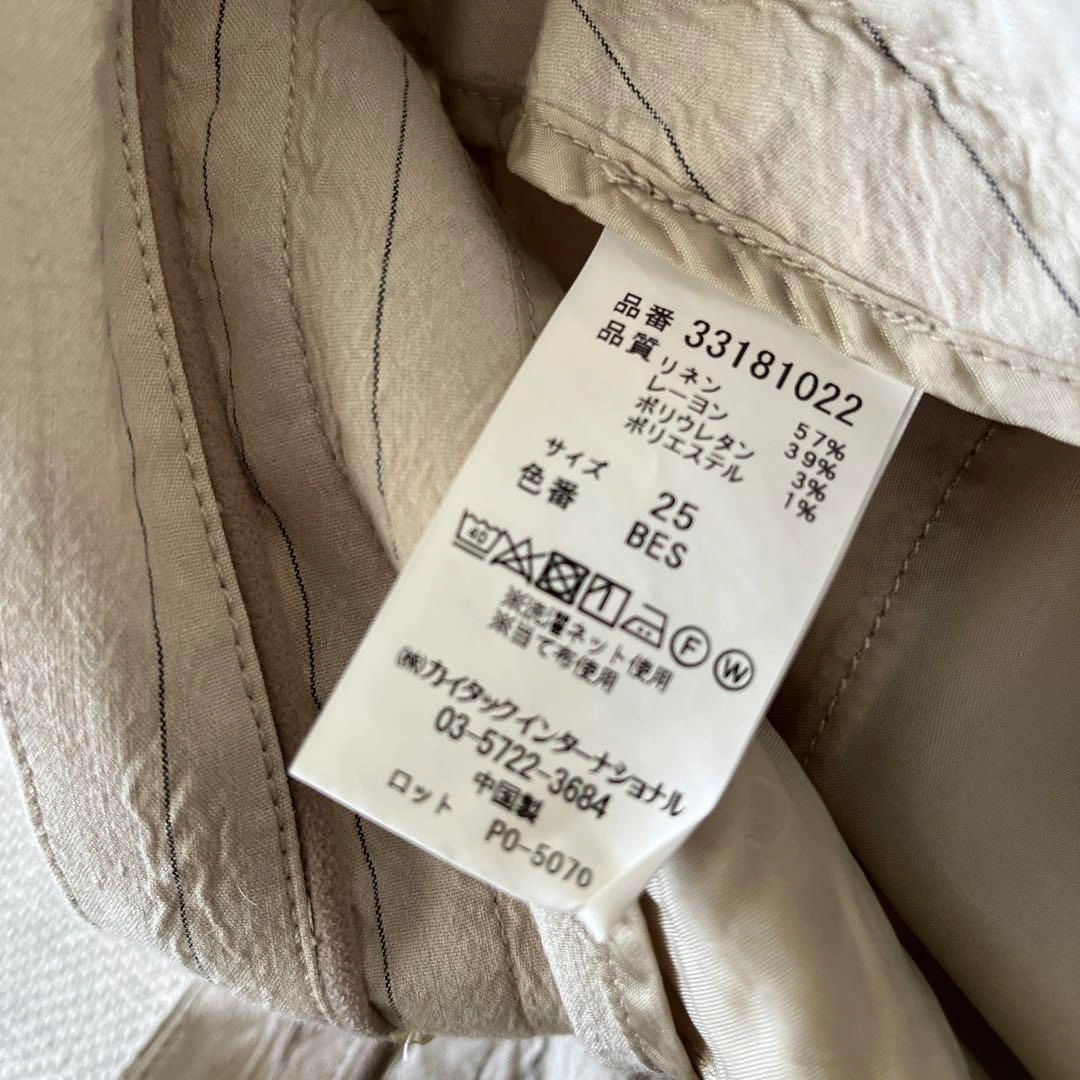 品番 33181022
品質 リネン 57%
レーヨン 39%
ポリウレタン 3%
ポリエステル 1%
サイズ 25
色番 BES
40 F W
※洗濯ネット使用
※当て布使用
㈱カイタックインターナショナル
03-5722-3684
中国製
ロット PO-5070